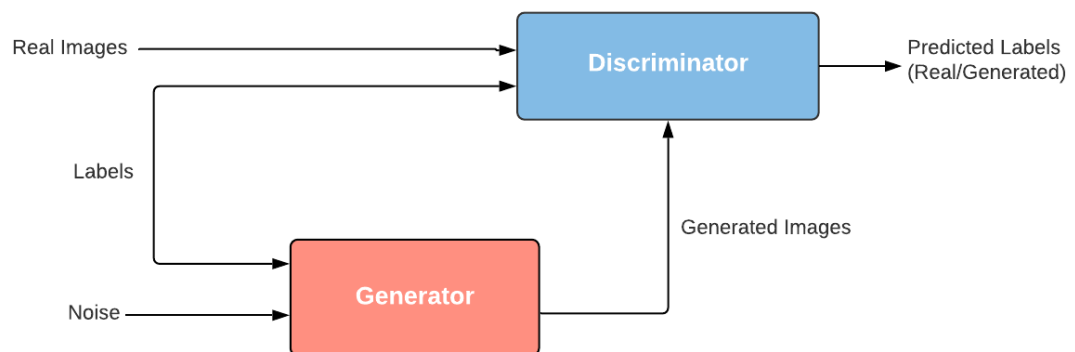 Real Images
Discriminator
Predicted Labels
(Real/Generated)
Labels
Generated Images
Generator
Noise